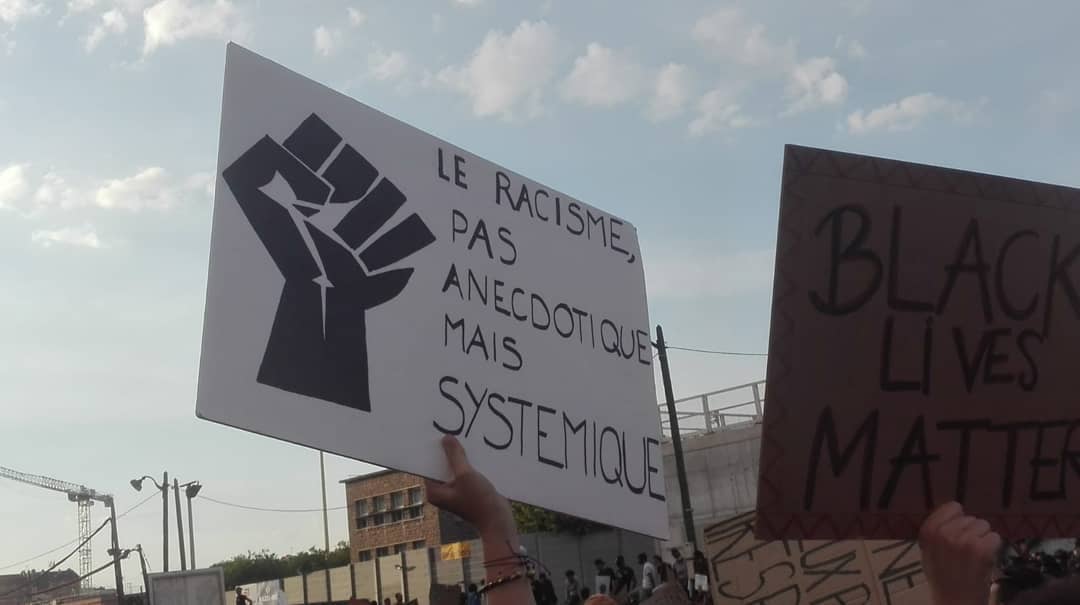 LE RACISME,
PAS
ANECDOTIQUE
MAIS
SYSTEMIQUE
BLACK
LIVES
MATTER